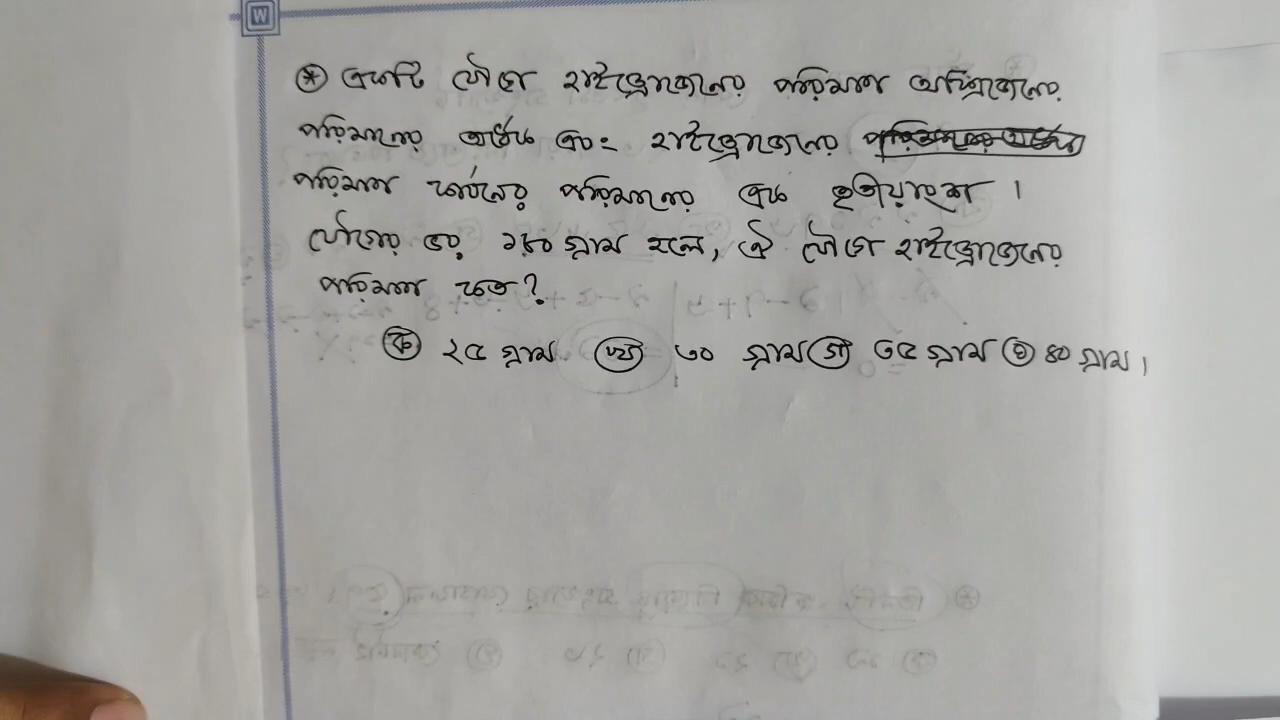 W
* একটি যৌগে হাইড্রোজেনের পরিমাণ অক্সিজেনের
পরিমানের অর্ধেক এবং হাইড্রোজেনের
পরিমাণ কার্বনের পরিমানের এক তৃতীয়াংশ ।
যৌগের ভর ১৮০ গ্রাম হলে, ঐ যৌগে হাইড্রোজেনের
পরিমাণ কত?
ক ২৫ গ্রাম খ ৩০ গ্রাম গ ৩৫ গ্রাম ঘ ৪০ গ্রাম।